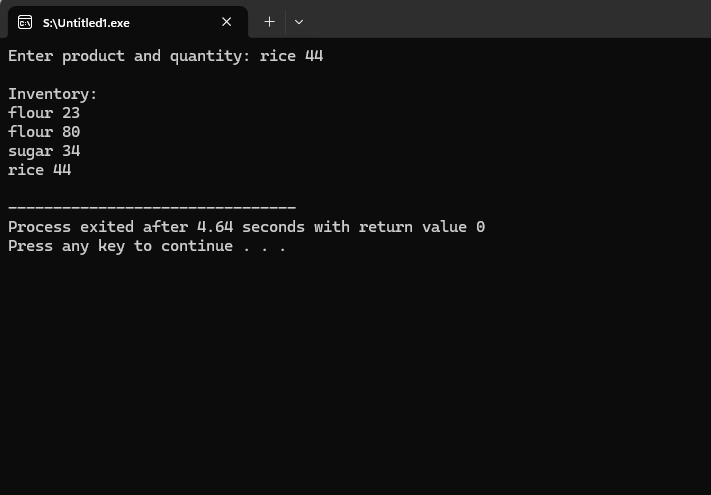 S:\Untitled1.exe
Enter product and quantity: rice 44
Inventory:
flour 23
flour 80
sugar 34
rice 44
--------------------------------
Process exited after 4.64 seconds with return value 0
Press any key to continue . . .